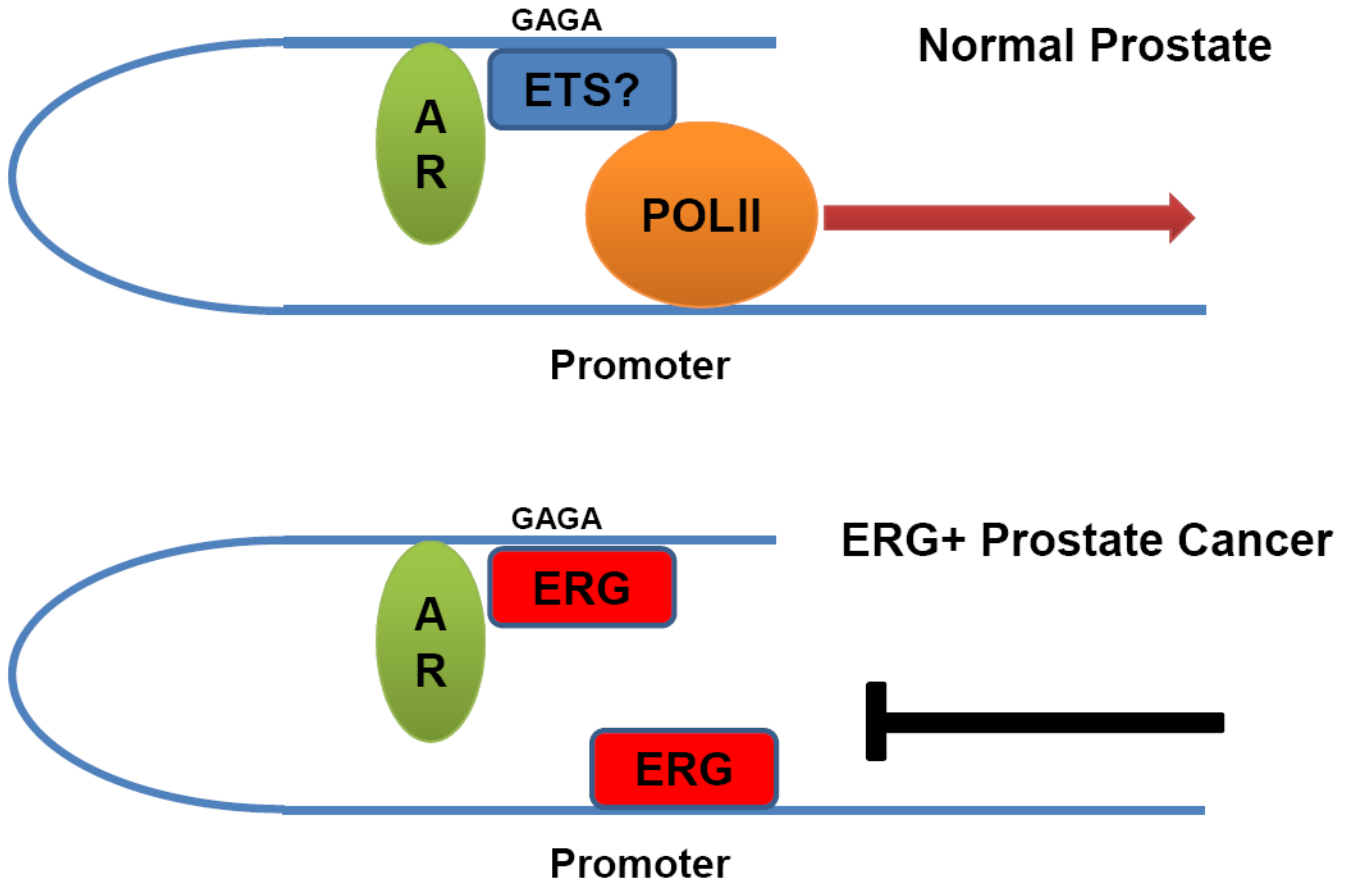 GAGA
Normal Prostate
ETS?
A
R
POLII
Promoter
GAGA
ERG+ Prostate Cancer
ERG
A
R
ERG
Promoter